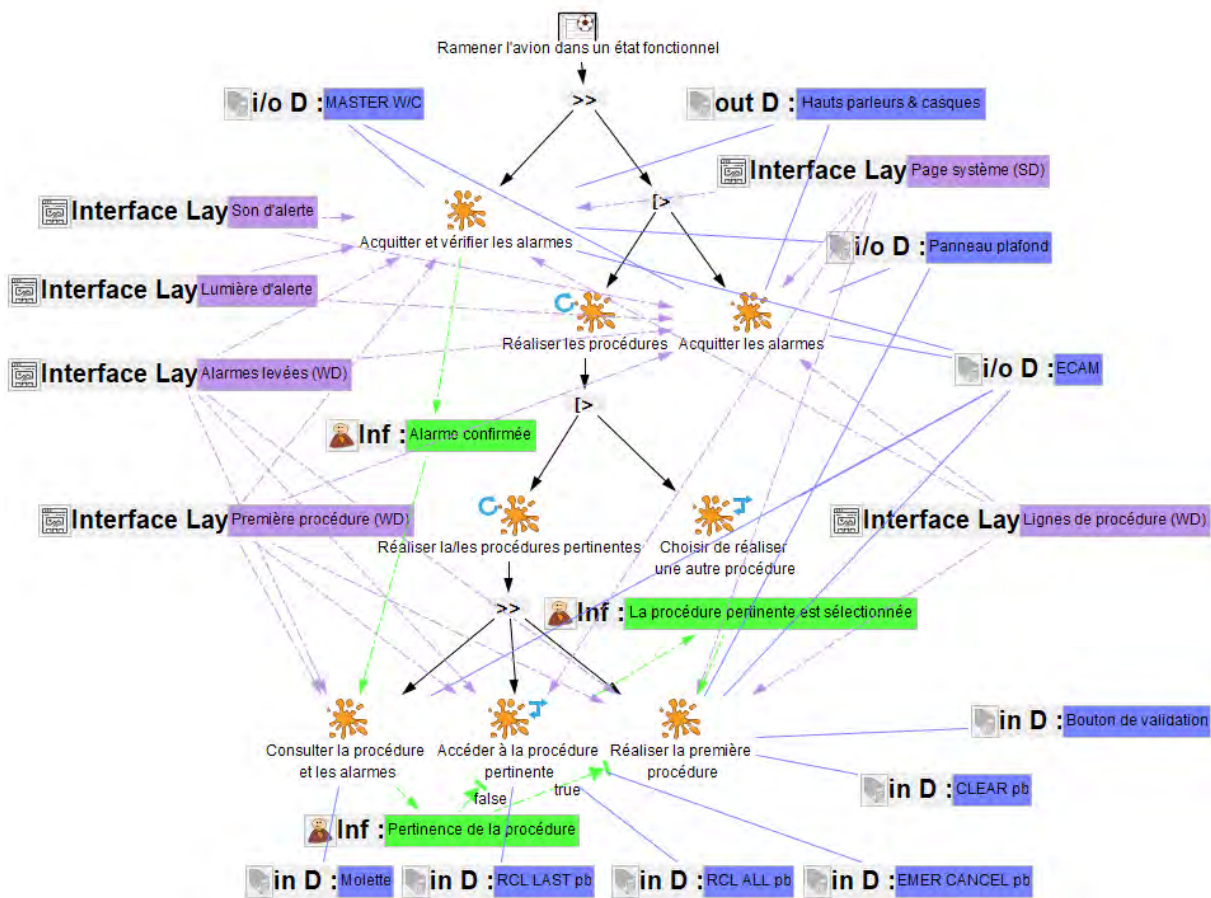 Ramener l'avion dans un état fonctionnel
>>
i/o D : MASTER W/C
out D : Hauts parleurs & casques
Interface Lay Page système (SD)
[>
Interface Lay Son d'alerte
Acquitter et vérifier les alarmes
i/o D : Panneau plafond
Interface Lay Lumière d'alerte
Réaliser les procédures
Acquitter les alarmes
Interface Lay Alarmes levées (WD)
i/o D : ECAM
[>
Inf : Alarme confirmée
Interface Lay Première procédure (WD)
Interface Lay Lignes de procédure (WD)
Réaliser la/les procédures pertinentes
Choisir de réaliser
une autre procédure
>>
Inf : La procédure pertinente est sélectionnée
Consulter la procédure
et les alarmes
Accéder à la procédure
pertinente
Réaliser la première
procédure
in D : Bouton de validation
in D : CLEAR pb
false
true
Inf : Pertinence de la procédure
in D : Molette
in D : RCL LAST pb
in D : RCL ALL pb
in D : EMER CANCEL pb